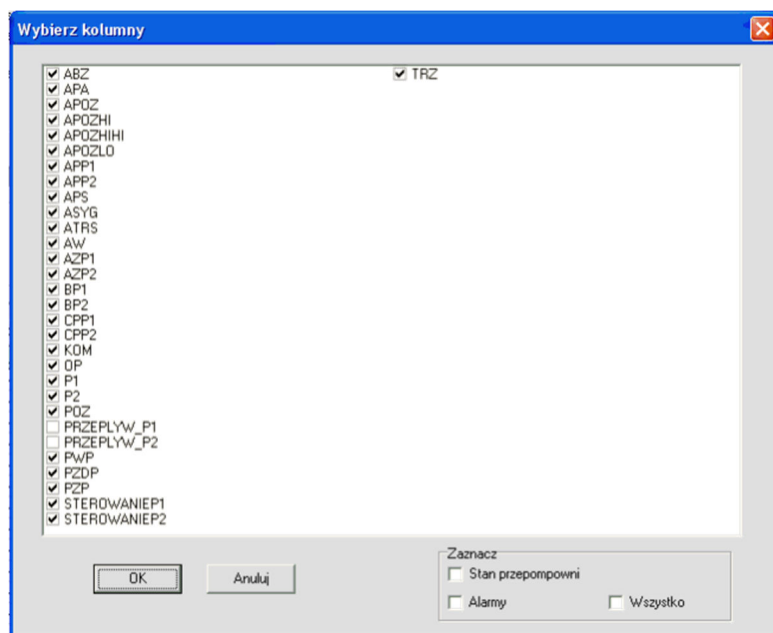 Wybierz kolumny
ABZ
APA
APOZ
APOZHI
APOZHIHI
APOZLO
APP1
APP2
APS
ASYG
ATRS
AW
AZP1
AZP2
BP1
BP2
CPP1
CPP2
KOM
OP
P1
P2
POZ
PRZEPLYW_P1
PRZEPLYW_P2
PWP
PZDP
PZP
STEROWANIEP1
STEROWANIEP2
TRZ
OK
Anuluj
Zaznacz
Stan przepompowni
Alarmy
Wszystko